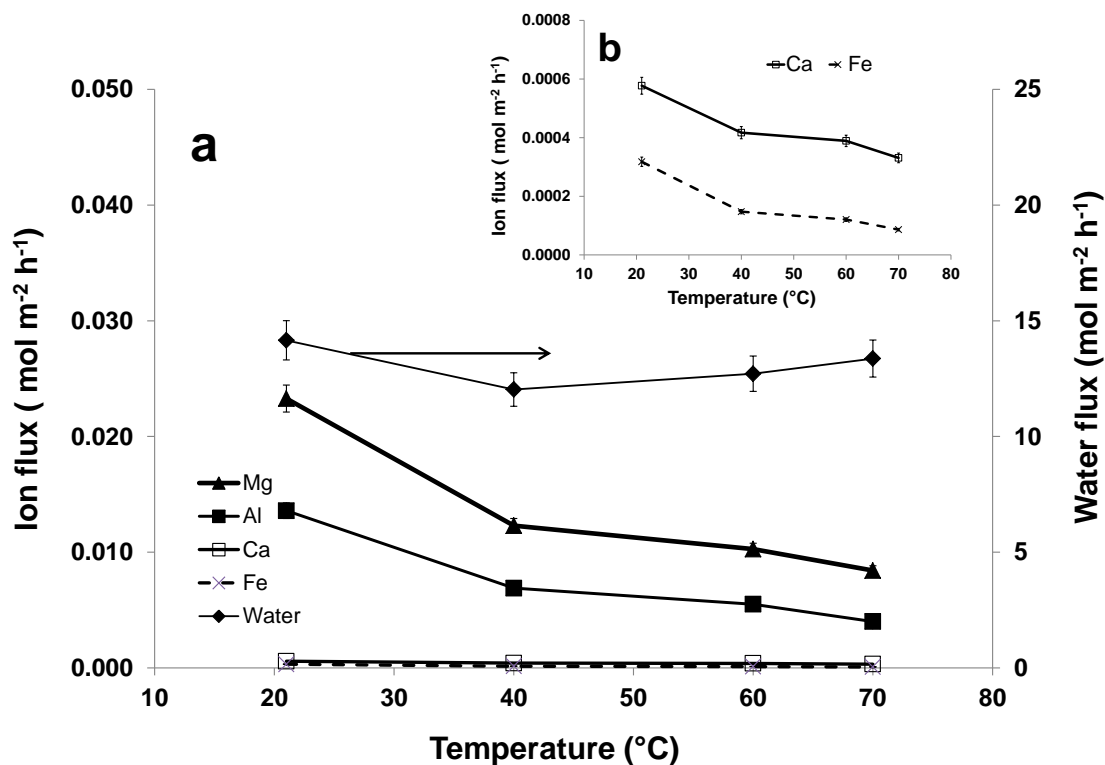 a
0.050
0.040
0.030
0.020
0.010
0.000
Ion flux ( mol m⁻² h⁻¹)
10 20 30 40 50 60 70 80
Temperature (°C)
25
20
15
10
5
0
Water flux (mol m⁻² h⁻¹)
Mg
Al
Ca
Fe
Water
b
Ca Fe
0.0008
0.0006
0.0004
0.0002
0.0000
Ion flux ( mol m⁻² h⁻¹)
10 20 30 40 50 60 70 80
Temperature (°C)